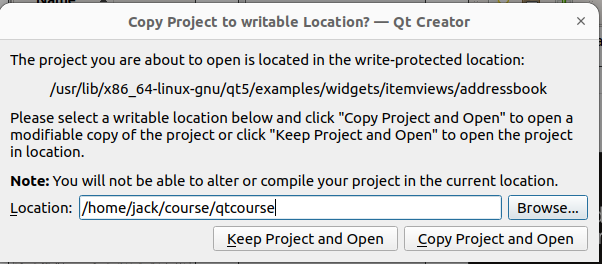 Copy Project to writable Location? — Qt Creator
The project you are about to open is located in the write-protected location:
/usr/lib/x86_64-linux-gnu/qt5/examples/widgets/itemviews/addressbook
Please select a writable location below and click "Copy Project and Open" to open a
modifiable copy of the project or click "Keep Project and Open" to open the project
in location.
Note: You will not be able to alter or compile your project in the current location.
Location: /home/jack/course/qtcourse Browse...
Keep Project and Open Copy Project and Open